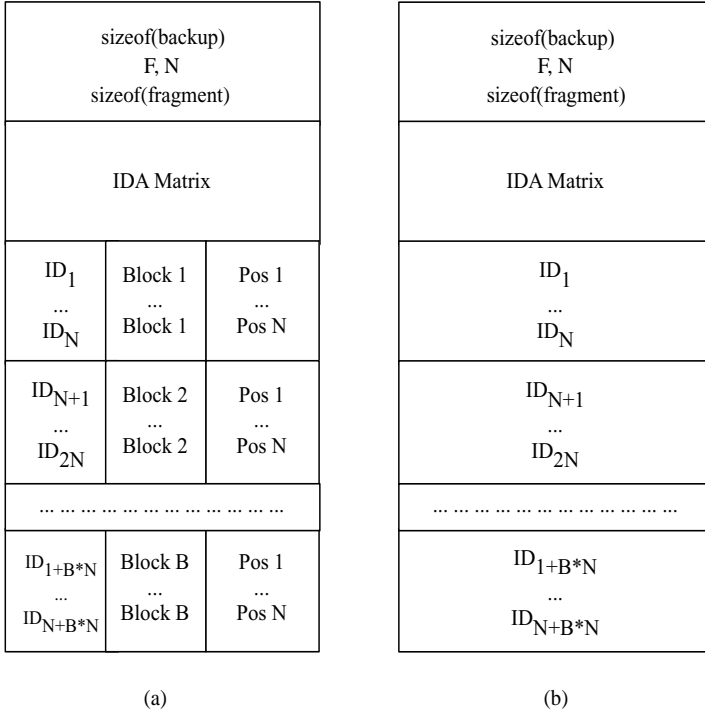 sizeof(backup)
F, N
sizeof(fragment)
IDA Matrix
ID1 Block 1 Pos 1
... ... ...
IDN Block 1 Pos N
IDN+1 Block 2 Pos 1
... ... ...
ID2N Block 2 Pos N
... ... ... ... ... ... ... ... ... ... ... ...
ID1+B*N Block B Pos 1
... ... ...
IDN+B*N Block B Pos N
(a)
sizeof(backup)
F, N
sizeof(fragment)
IDA Matrix
ID1
...
IDN
IDN+1
...
ID2N
... ... ... ... ... ... ... ... ... ... ... ...
ID1+B*N
...
IDN+B*N
(b)